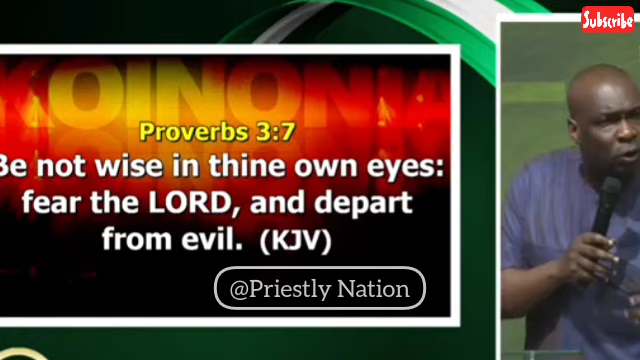 Subscribe
KOINONIA
Proverbs 3:7
Be not wise in thine own eyes:
fear the LORD, and depart
from evil. (KJV)
@Priestly Nation